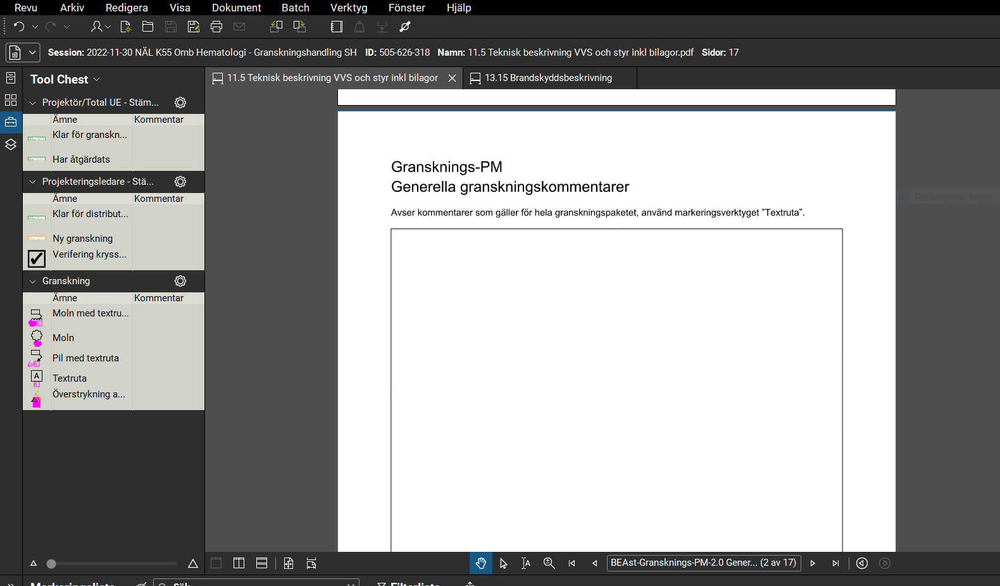 Revu Arkiv Redigera Visa Dokument Batch Verktyg Fönster Hjälp
Session: 2022-11-30 NÄL K55 Omb Hematologi - Granskningshandling SH ID: 505-626-318 Namn: 11.5 Teknisk beskrivning VVS och styr inkl bilagor.pdf Sidor: 17
Tool Chest
11.5 Teknisk beskrivning VVS och styr inkl bilagor
13.15 Brandskyddsbeskrivning
Projektör/Total UE - Stäm...
Ämne Kommentar
Klar för granskn...
Har åtgärdats
Projekteringsledare - Stä...
Ämne Kommentar
Klar för distribut...
Ny granskning
Verifering kryss...
Granskning
Ämne Kommentar
Moln med textru...
Moln
Pil med textruta
A Textruta
Överstrykning a...
Gransknings-PM
Generella granskningskommentarer
Avser kommentarer som gäller för hela granskningspaketet, använd markeringsverktyget ”Textruta”.
Rektangulärt klipp
A
BEAst-Gransknings-PM-2.0 Gener... (2 av 17)
Markeringslista Sök Filterlista